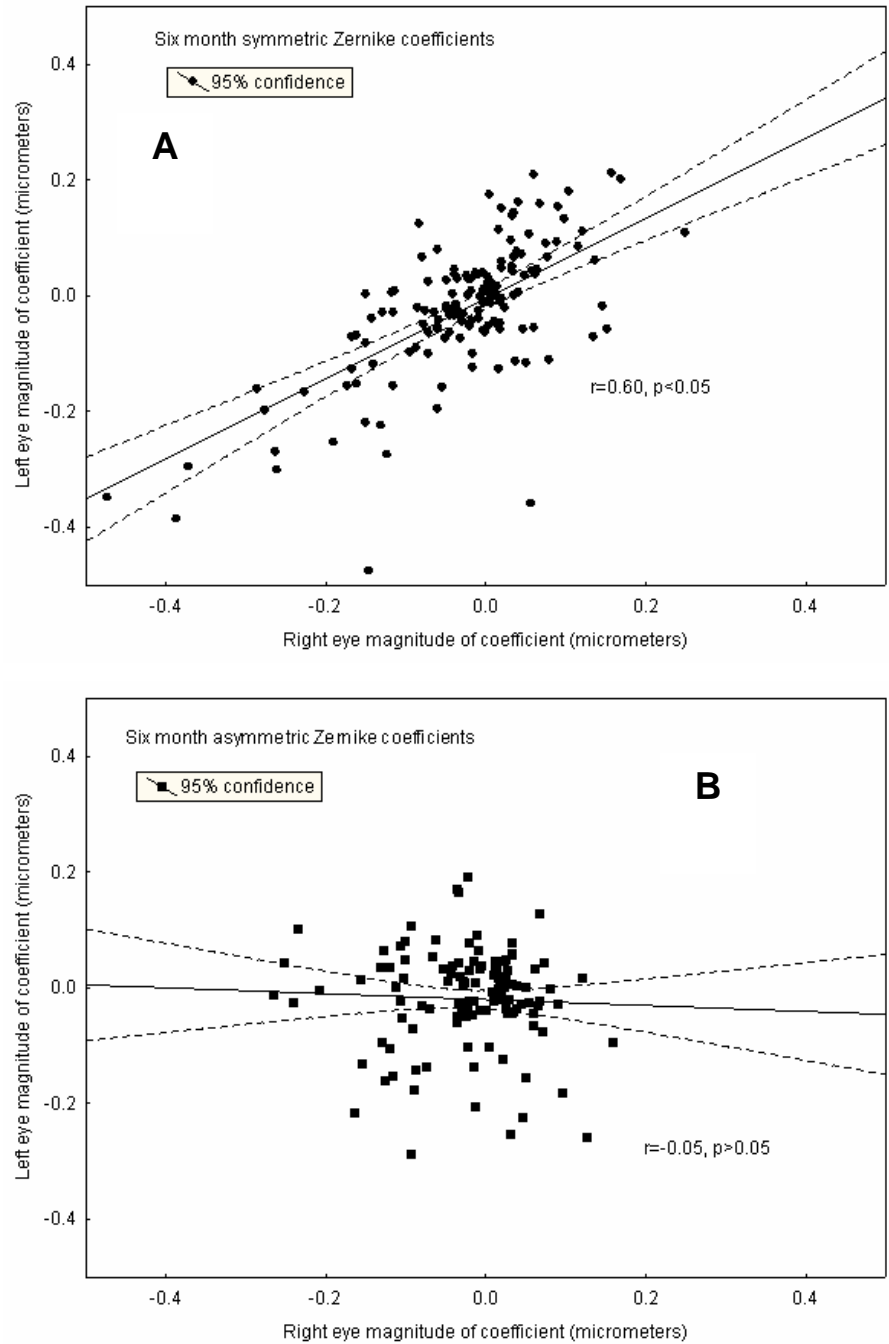 Six month symmetric Zernike coefficients
95% confidence
A
0.4
0.2
0.0
-0.2
-0.4
Left eye magnitude of coefficient (micrometers)
r=0.60, p<0.05
-0.4 -0.2 0.0 0.2 0.4
Right eye magnitude of coefficient (micrometers)
Six month asymmetric Zernike coefficients
95% confidence
B
0.4
0.2
0.0
-0.2
-0.4
Left eye magnitude of coefficient (micrometers)
r=-0.05, p>0.05
-0.4 -0.2 0.0 0.2 0.4
Right eye magnitude of coefficient (micrometers)